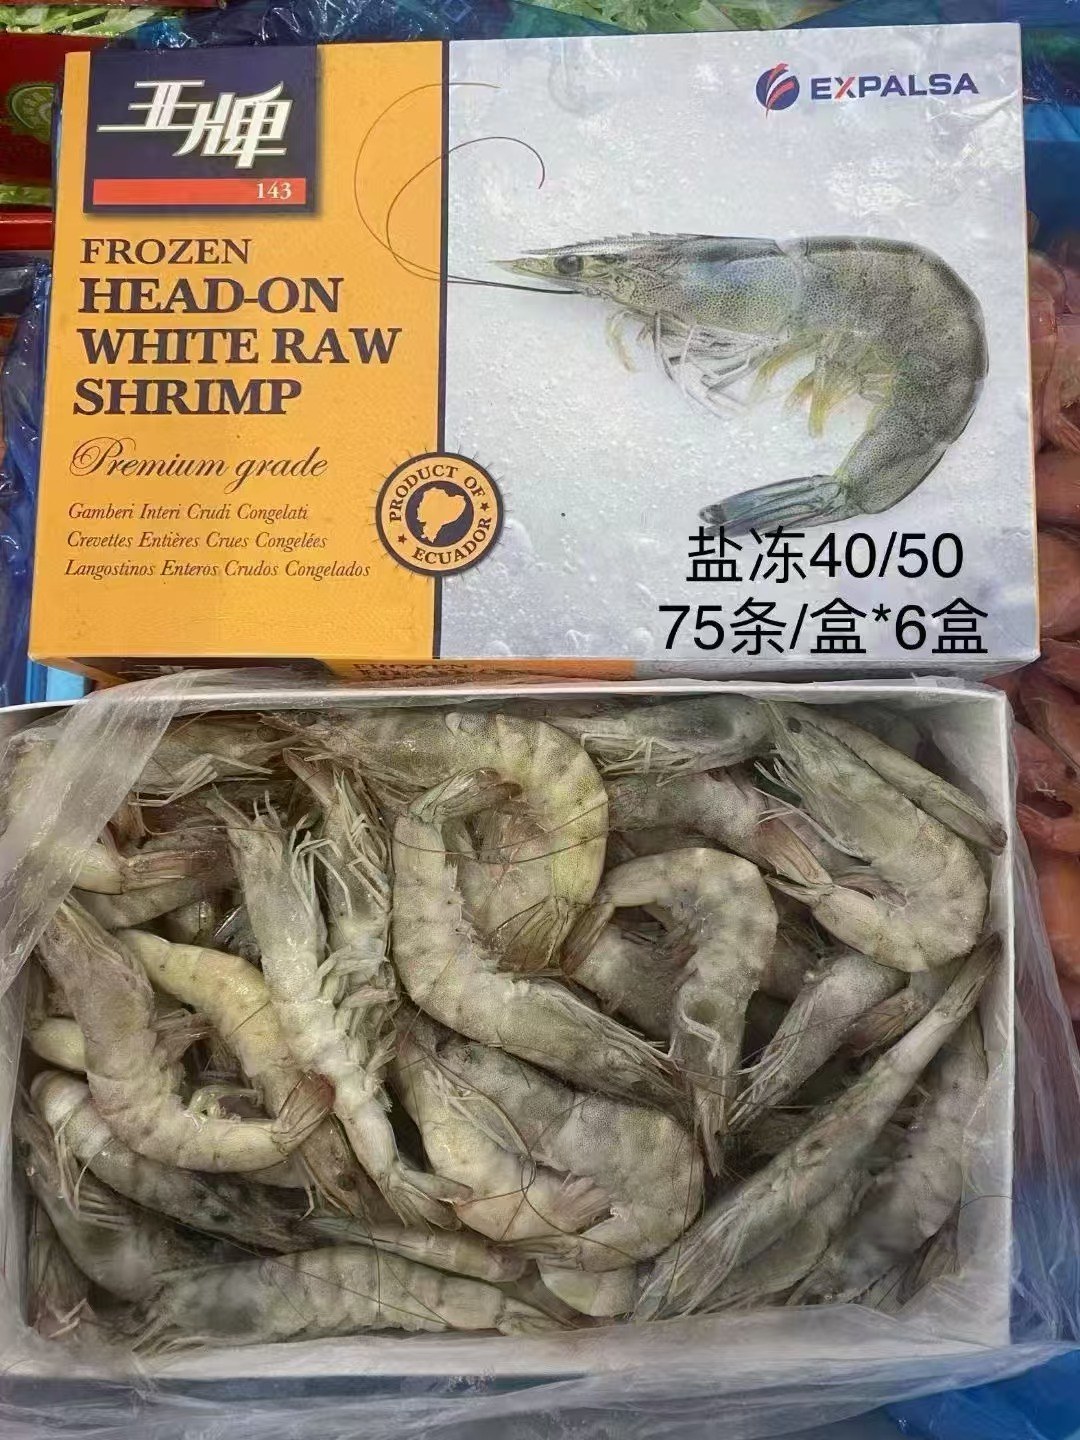 王牌
143
EXPALSA
FROZEN
HEAD-ON
WHITE RAW
SHRIMP
Premium grade
Gamberi Interi Crudi Congelati
Crevettes Entières Crues Congelées
Langostinos Enteros Crudos Congelados
PRODUCT OF
ECUADOR
盐冻40/50
75条/盒*6盒
FROZEN